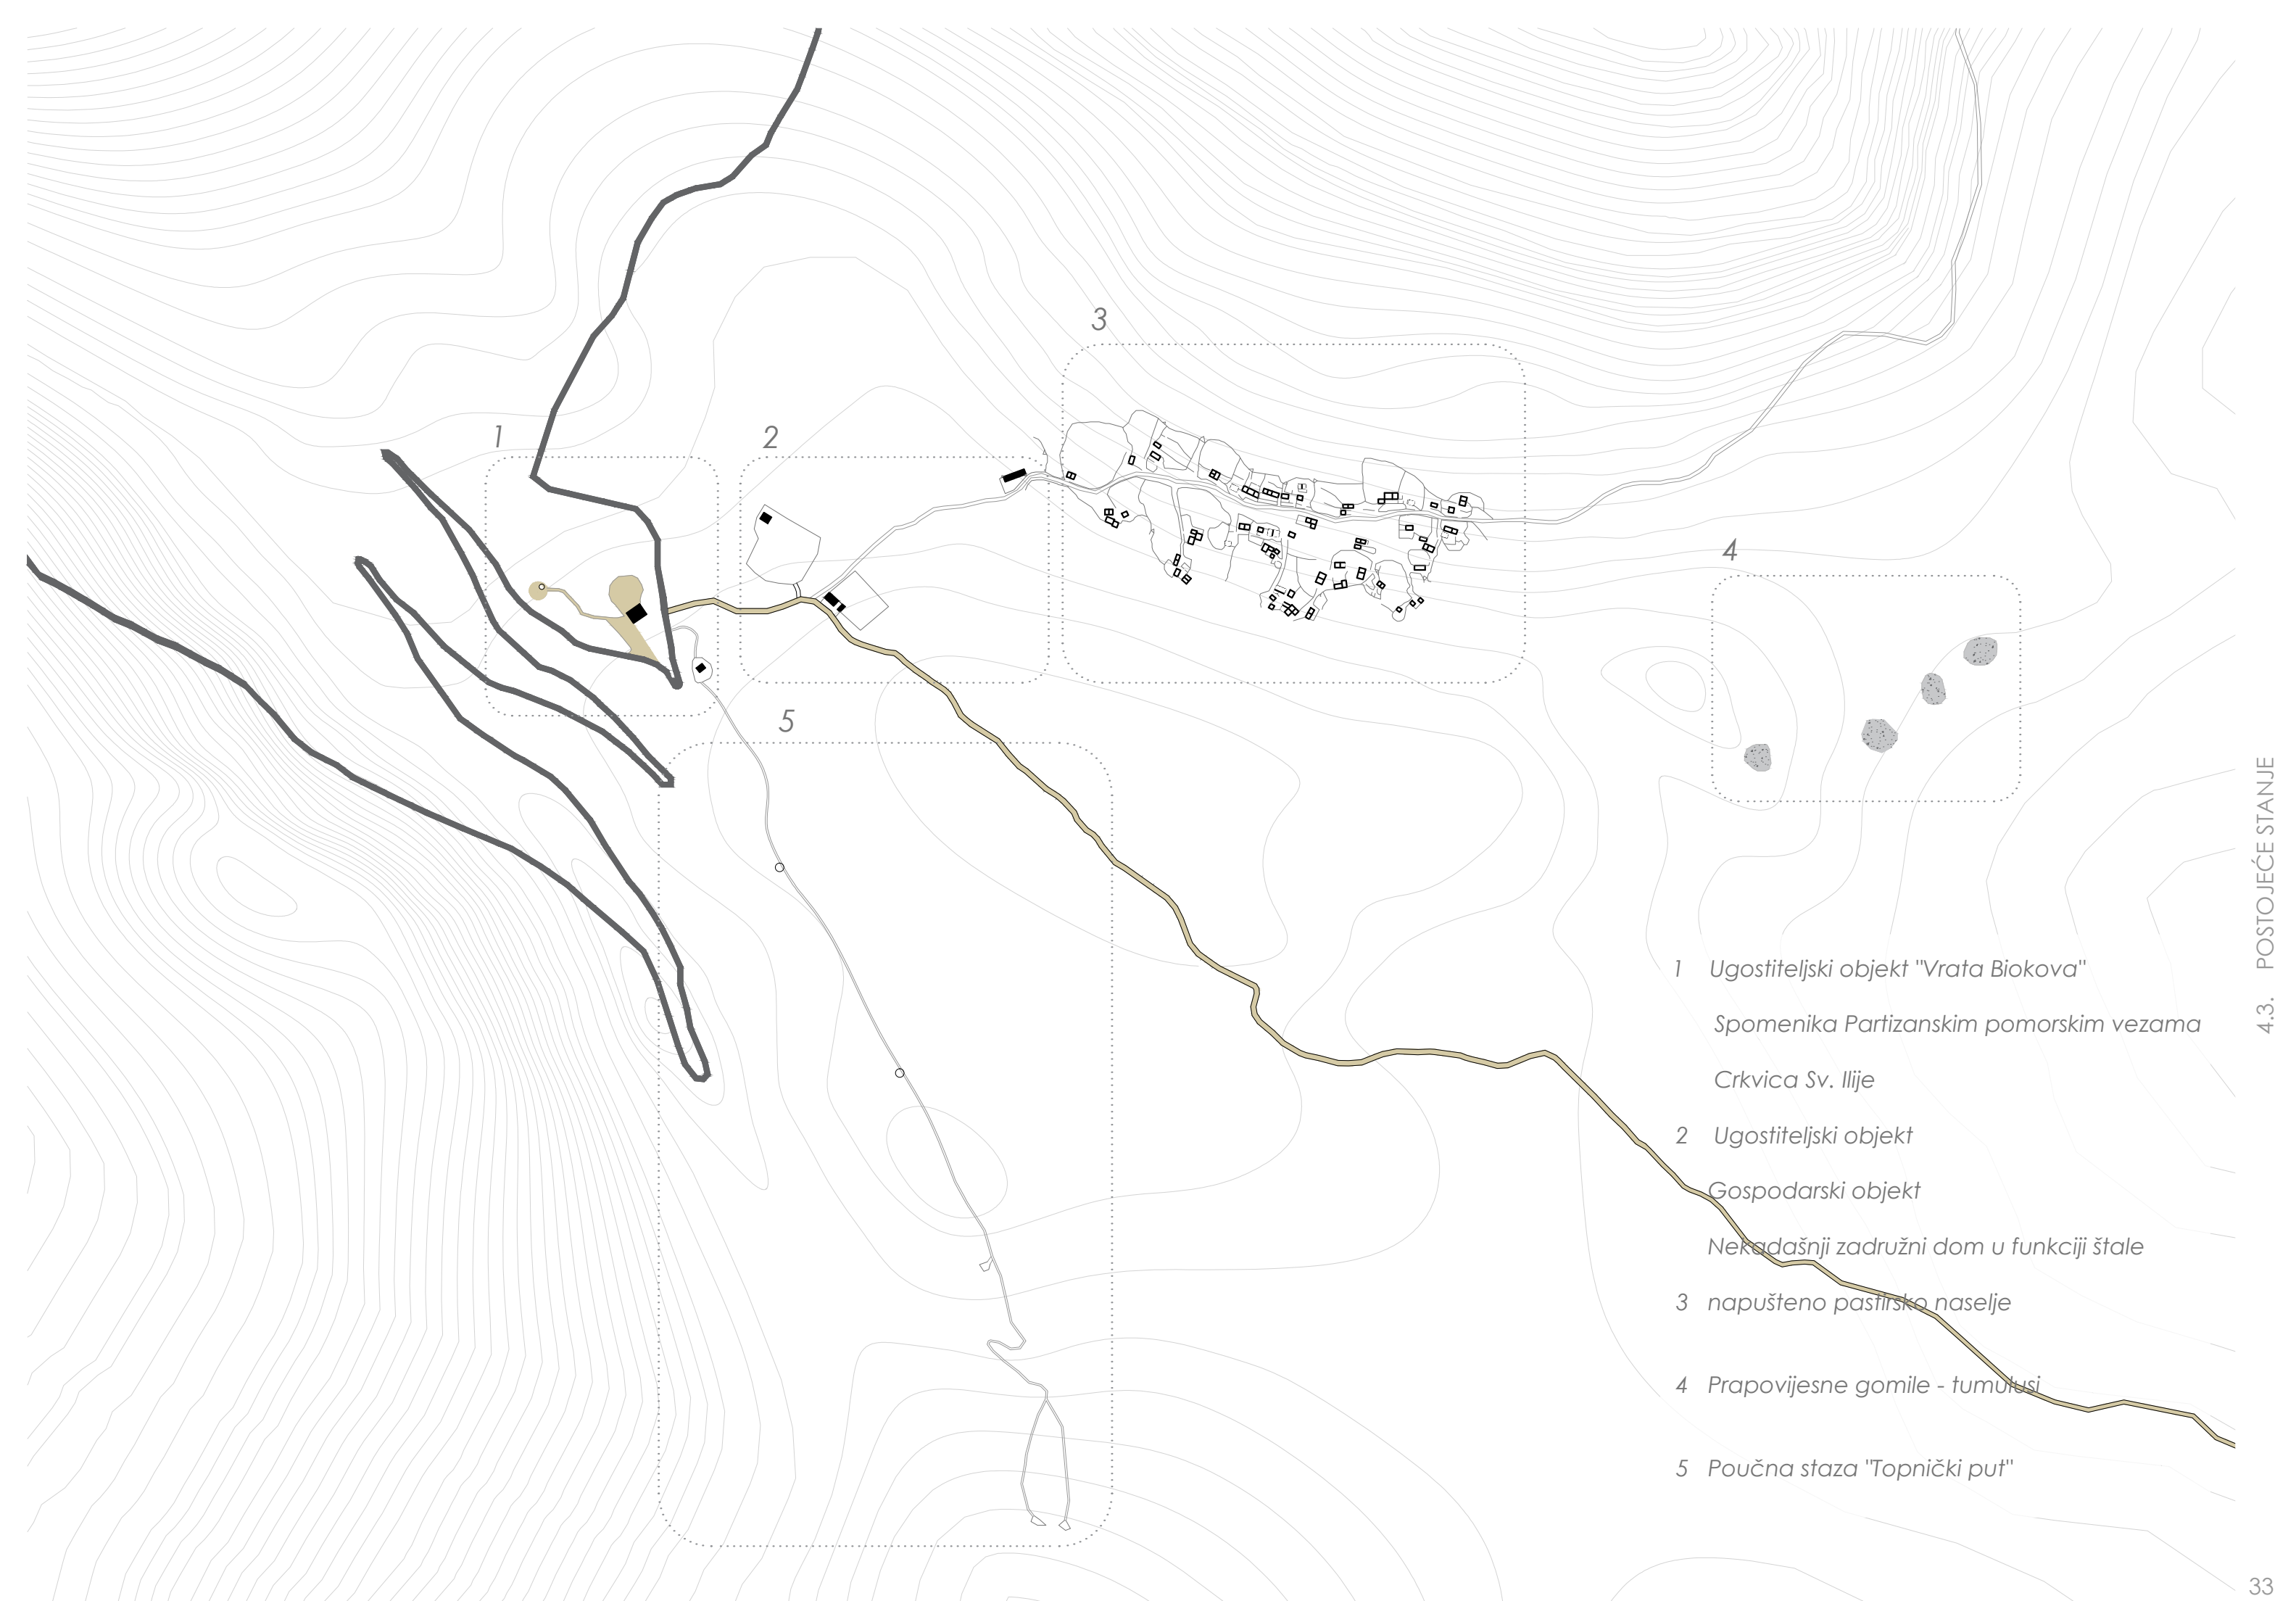 3
1
2
4
5
1 Ugostiteljski objekt "Vrata Biokova"
Spomenika Partizanskim pomorskim vezama
Crkvica Sv. Ilije
2 Ugostiteljski objekt
Gospodarski objekt
Nekadašnji zadružni dom u funkciji štale
3 napušteno pastirsko naselje
4 Prapovijesne gomile - tumulusi
5 Poučna staza "Topnički put"
4.3. POSTOJEĆE STANJE
33